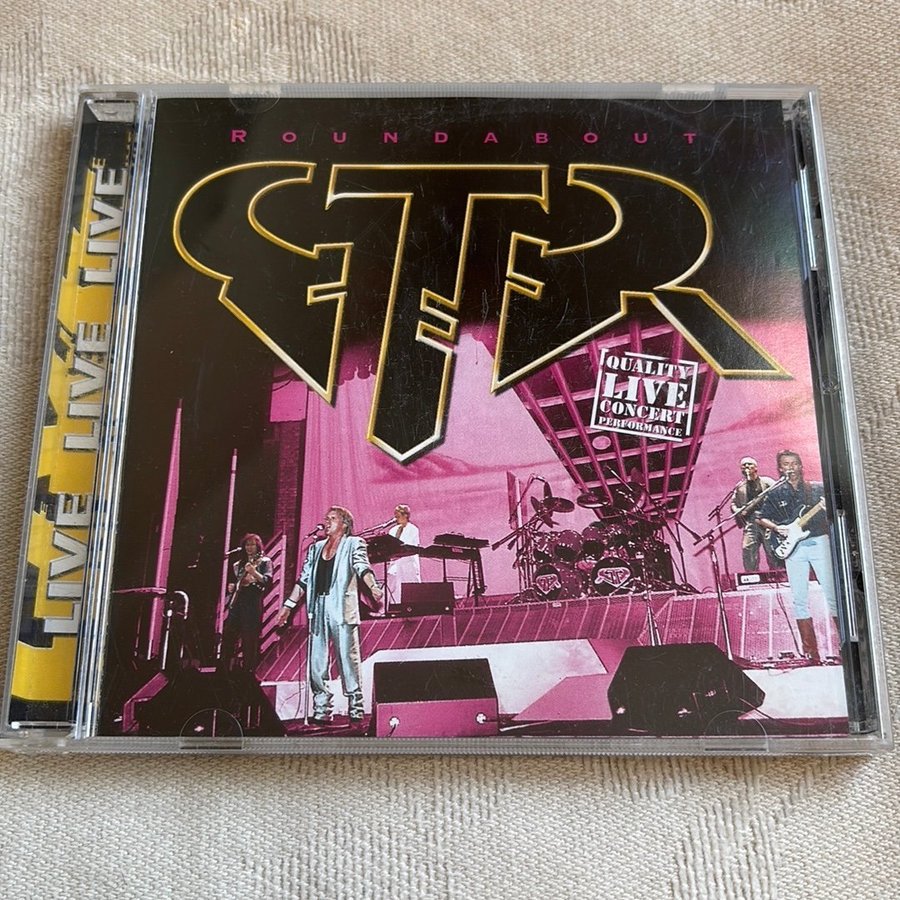 ROUNDABOUT
GTR
QUALITY
LIVE
CONCERT
PERFORMANCE
LIVE LIVE LIVE